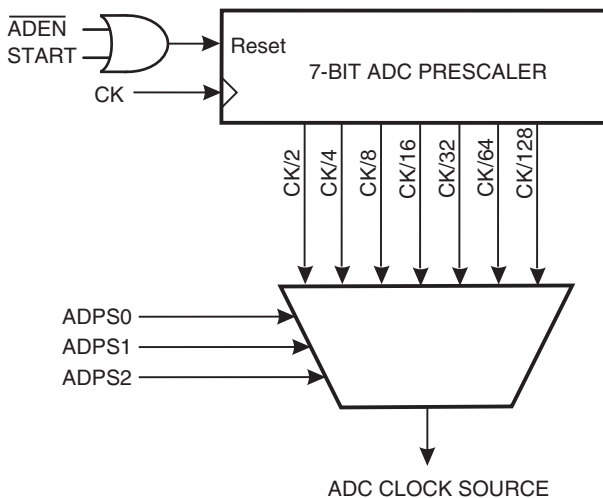 ADEN
START
Reset
7-BIT ADC PRESCALER
CK
CK/2
CK/4
CK/8
CK/16
CK/32
CK/64
CK/128
ADPS0
ADPS1
ADPS2
ADC CLOCK SOURCE